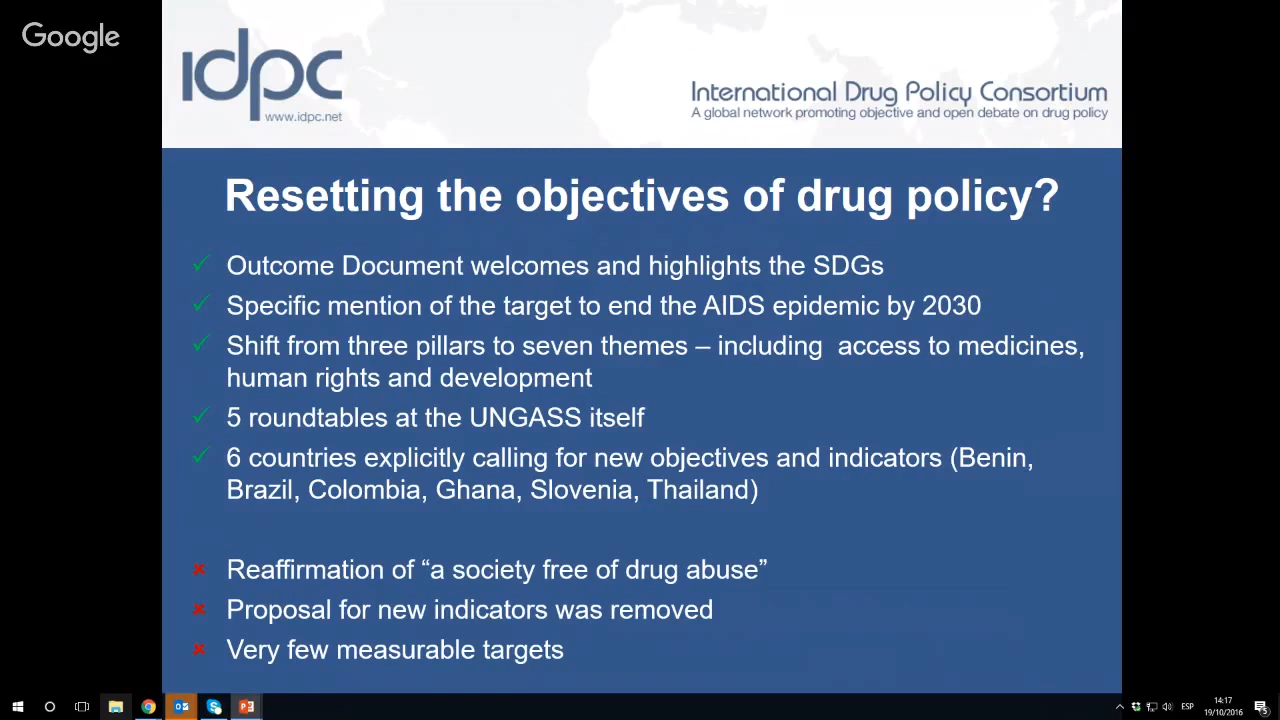 Google
idpc
www.idpc.net
International Drug Policy Consortium
A global network promoting objective and open debate on drug policy
Resetting the objectives of drug policy?
Outcome Document welcomes and highlights the SDGs
Specific mention of the target to end the AIDS epidemic by 2030
Shift from three pillars to seven themes – including access to medicines,
human rights and development
5 roundtables at the UNGASS itself
6 countries explicitly calling for new objectives and indicators (Benin,
Brazil, Colombia, Ghana, Slovenia, Thailand)
Reaffirmation of “a society free of drug abuse”
Proposal for new indicators was removed
Very few measurable targets
ESP
14:17
19/10/2016
5